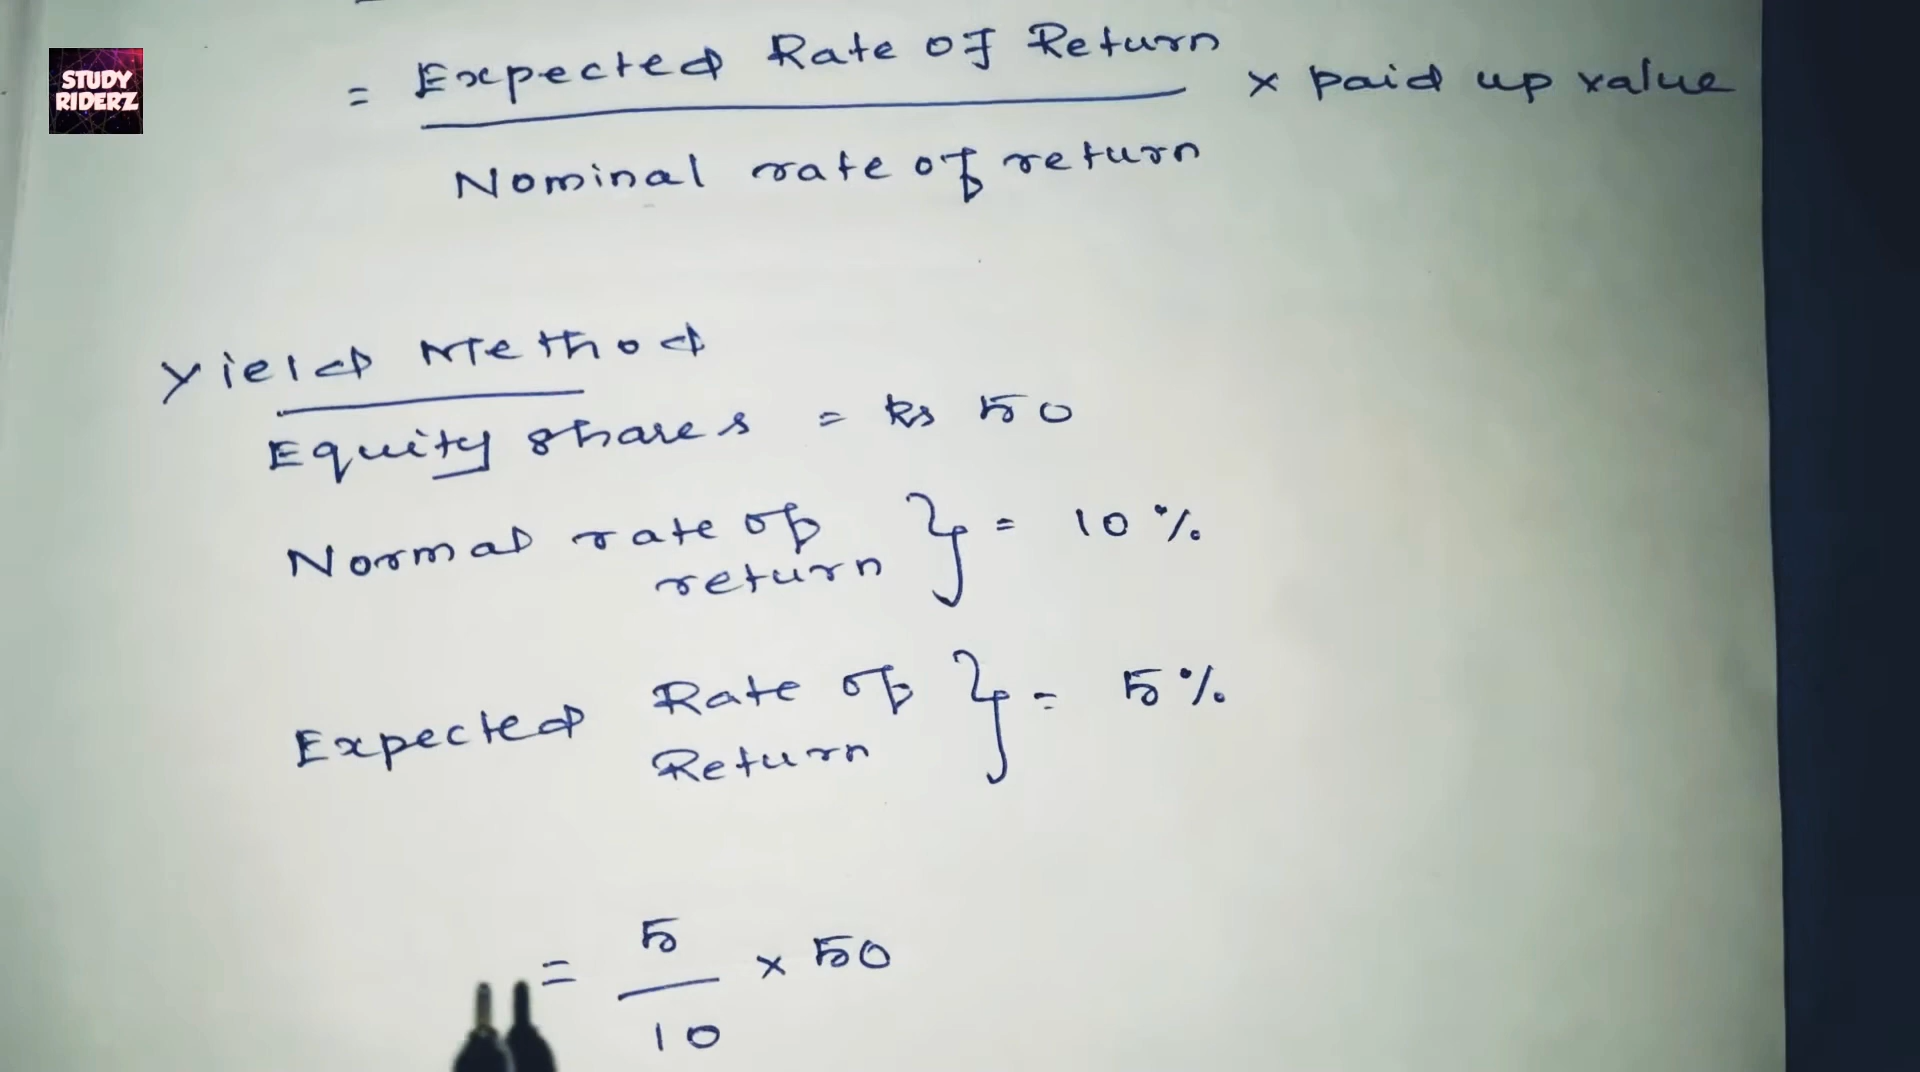 STUDY
RIDERZ
= Expected Rate of Return × paid up value
Nominal rate of return
Yield Method
Equity shares = Rs 50
Normal rate of return } = 10%
Expected Rate of Return } = 5%
= 5/10 × 50